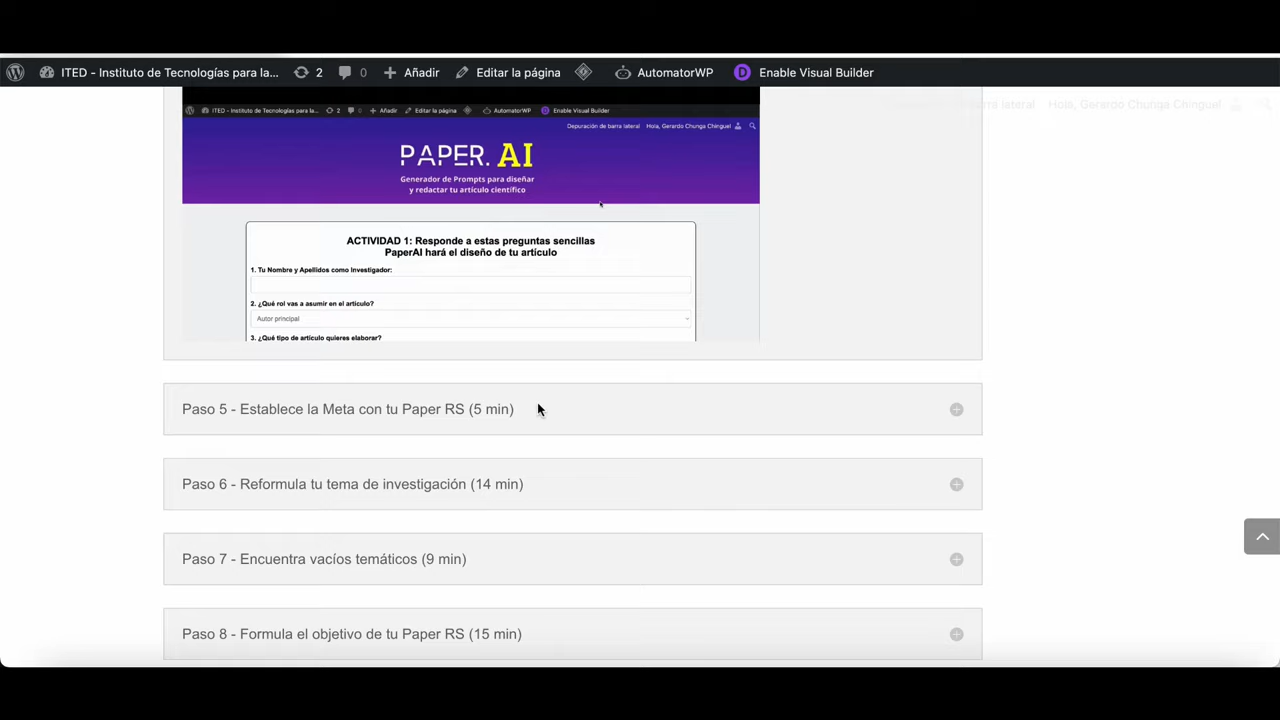 ITED - Instituto de Tecnologías para la... 2 0 Añadir Editar la página AutomatorWP Enable Visual Builder
Hola, Gerardo Chunga Chinguel
ITED - Instituto de Tecnologías para la... 2 0 Añadir Editar la página AutomatorWP Enable Visual Builder
Depuración de barra lateral Hola, Gerardo Chunga Chinguel
PAPER. AI
Generador de Prompts para diseñar
y redactar tu artículo científico
ACTIVIDAD 1: Responde a estas preguntas sencillas
PaperAI hará el diseño de tu artículo
1. Tu Nombre y Apellidos como Investigador:
2. ¿Qué rol vas a asumir en el artículo?
Autor principal
3. ¿Qué tipo de artículo quieres elaborar?
Paso 5 - Establece la Meta con tu Paper RS (5 min)
Paso 6 - Reformula tu tema de investigación (14 min)
Paso 7 - Encuentra vacíos temáticos (9 min)
Paso 8 - Formula el objetivo de tu Paper RS (15 min)